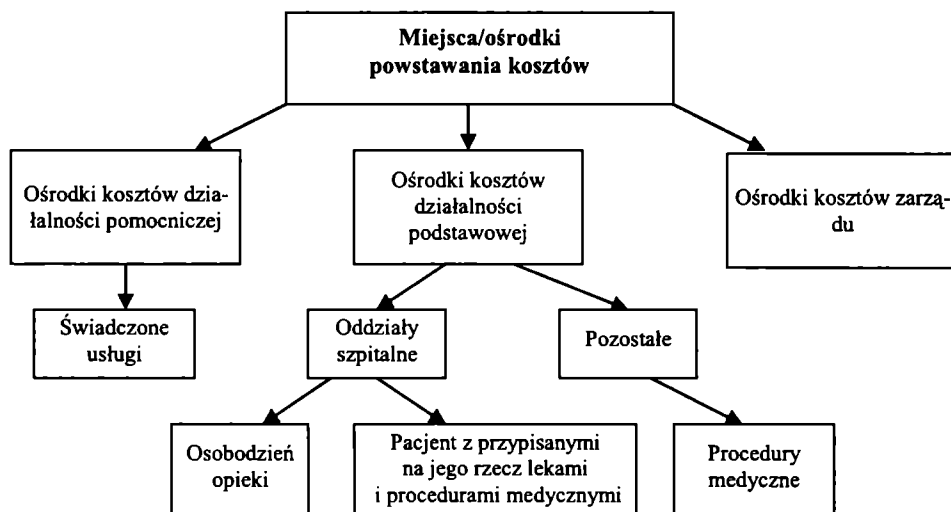 Miejsca/ośrodki
powstawania kosztów
Ośrodki kosztów dzia-
łalności pomocniczej
Ośrodki kosztów
działalności
podstawowej
Ośrodki kosztów zarzą-
du
Świadczone
usługi
Oddziały
szpitalne
Pozostałe
Osobodzień
opieki
Pacjent z przypisanymi
na jego rzecz lekami
i procedurami medycznymi
Procedury
medyczne